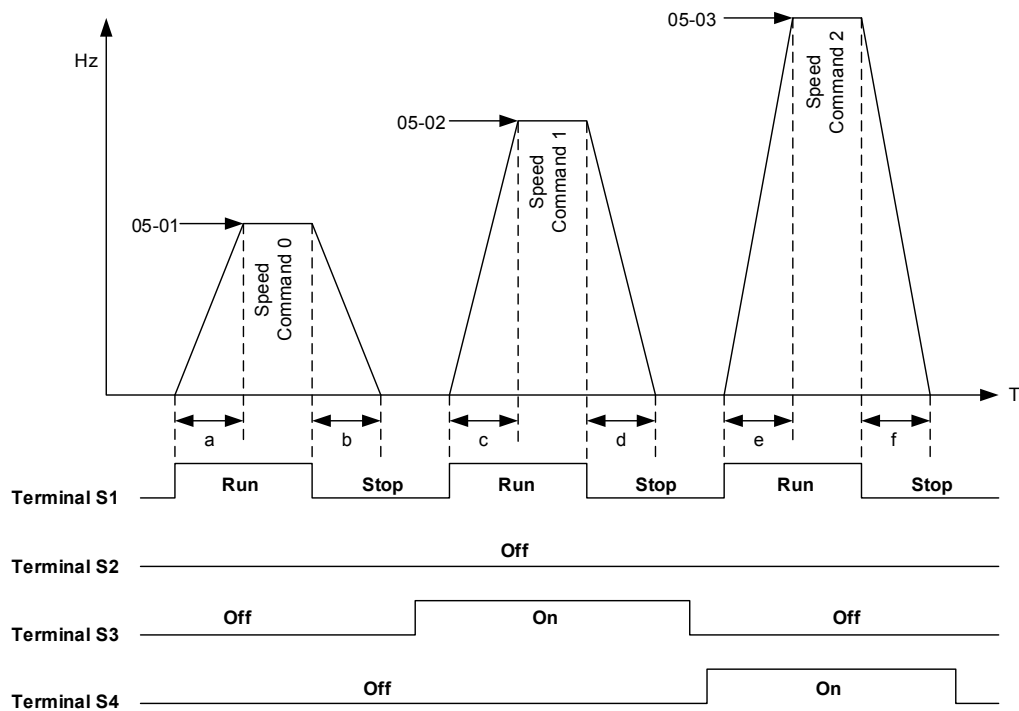 Hz
05-01
05-02
05-03
Speed
Command 0
Speed
Command 1
Speed
Command 2
T
a
b
c
d
e
f
Terminal S1
Run
Stop
Run
Stop
Run
Stop
Terminal S2
Off
Terminal S3
Off
On
Off
Terminal S4
Off
On